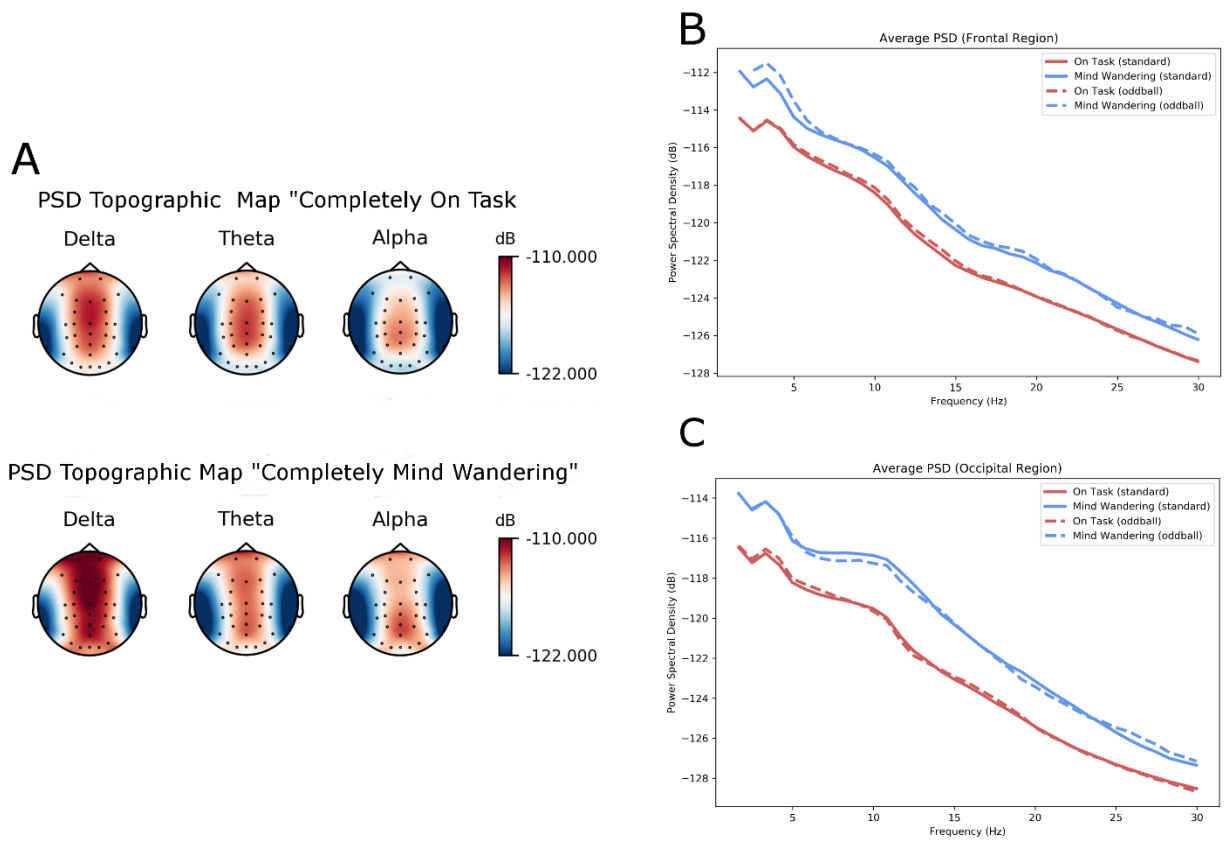 A
PSD Topographic Map "Completely On Task
Delta Theta Alpha dB
-110.000
-122.000
PSD Topographic Map "Completely Mind Wandering"
Delta Theta Alpha dB
-110.000
-122.000
B
Average PSD (Frontal Region)
On Task (standard)
Mind Wandering (standard)
On Task (oddball)
Mind Wandering (oddball)
Power Spectral Density (dB)
−112
−114
−116
−118
−120
−122
−124
−126
−128
5 10 15 20 25 30
Frequency (Hz)
C
Average PSD (Occipital Region)
On Task (standard)
Mind Wandering (standard)
On Task (oddball)
Mind Wandering (oddball)
Power Spectral Density (dB)
−114
−116
−118
−120
−122
−124
−126
−128
5 10 15 20 25 30
Frequency (Hz)